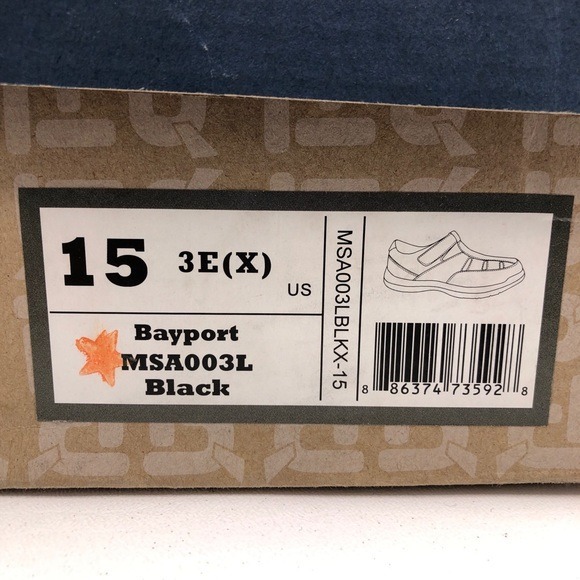 15 3E(X) US
Bayport
MSA003L
Black
MSA003LBLKX-15
8 86374 73592 8